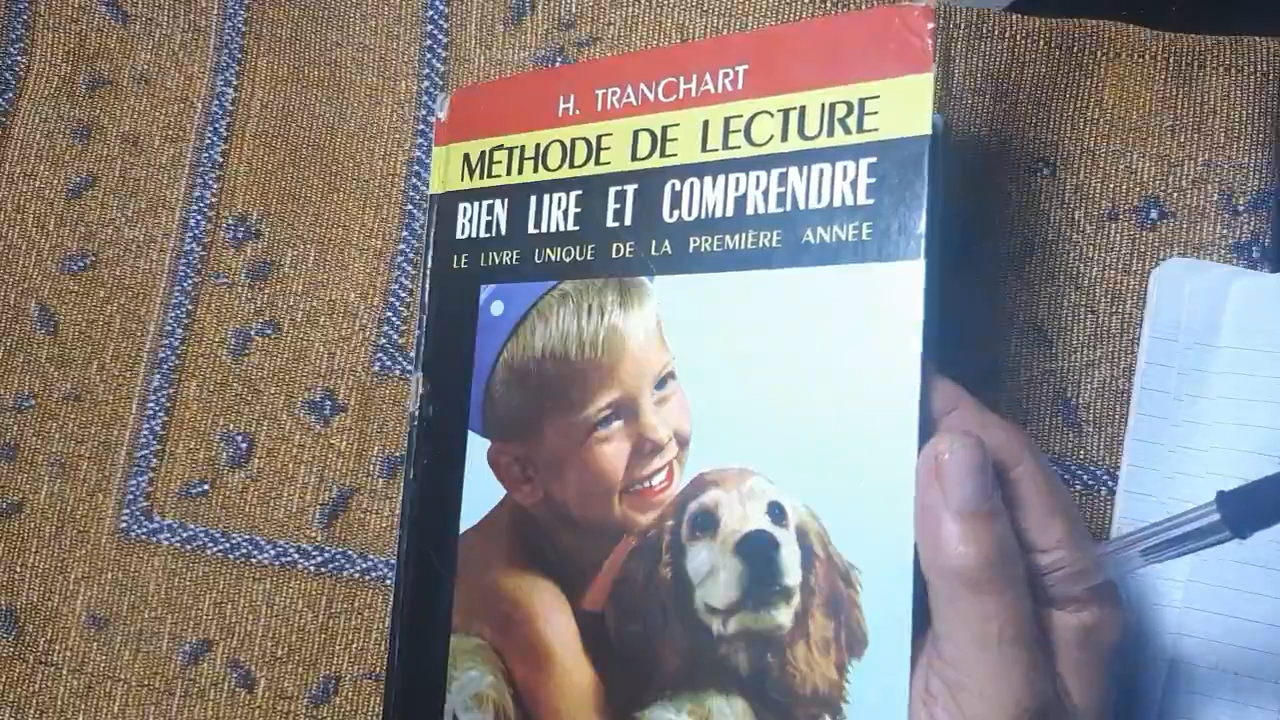 H. TRANCHART
MÉTHODE DE LECTURE
BIEN LIRE ET COMPRENDRE
LE LIVRE UNIQUE DE LA PREMIÈRE ANNÉE